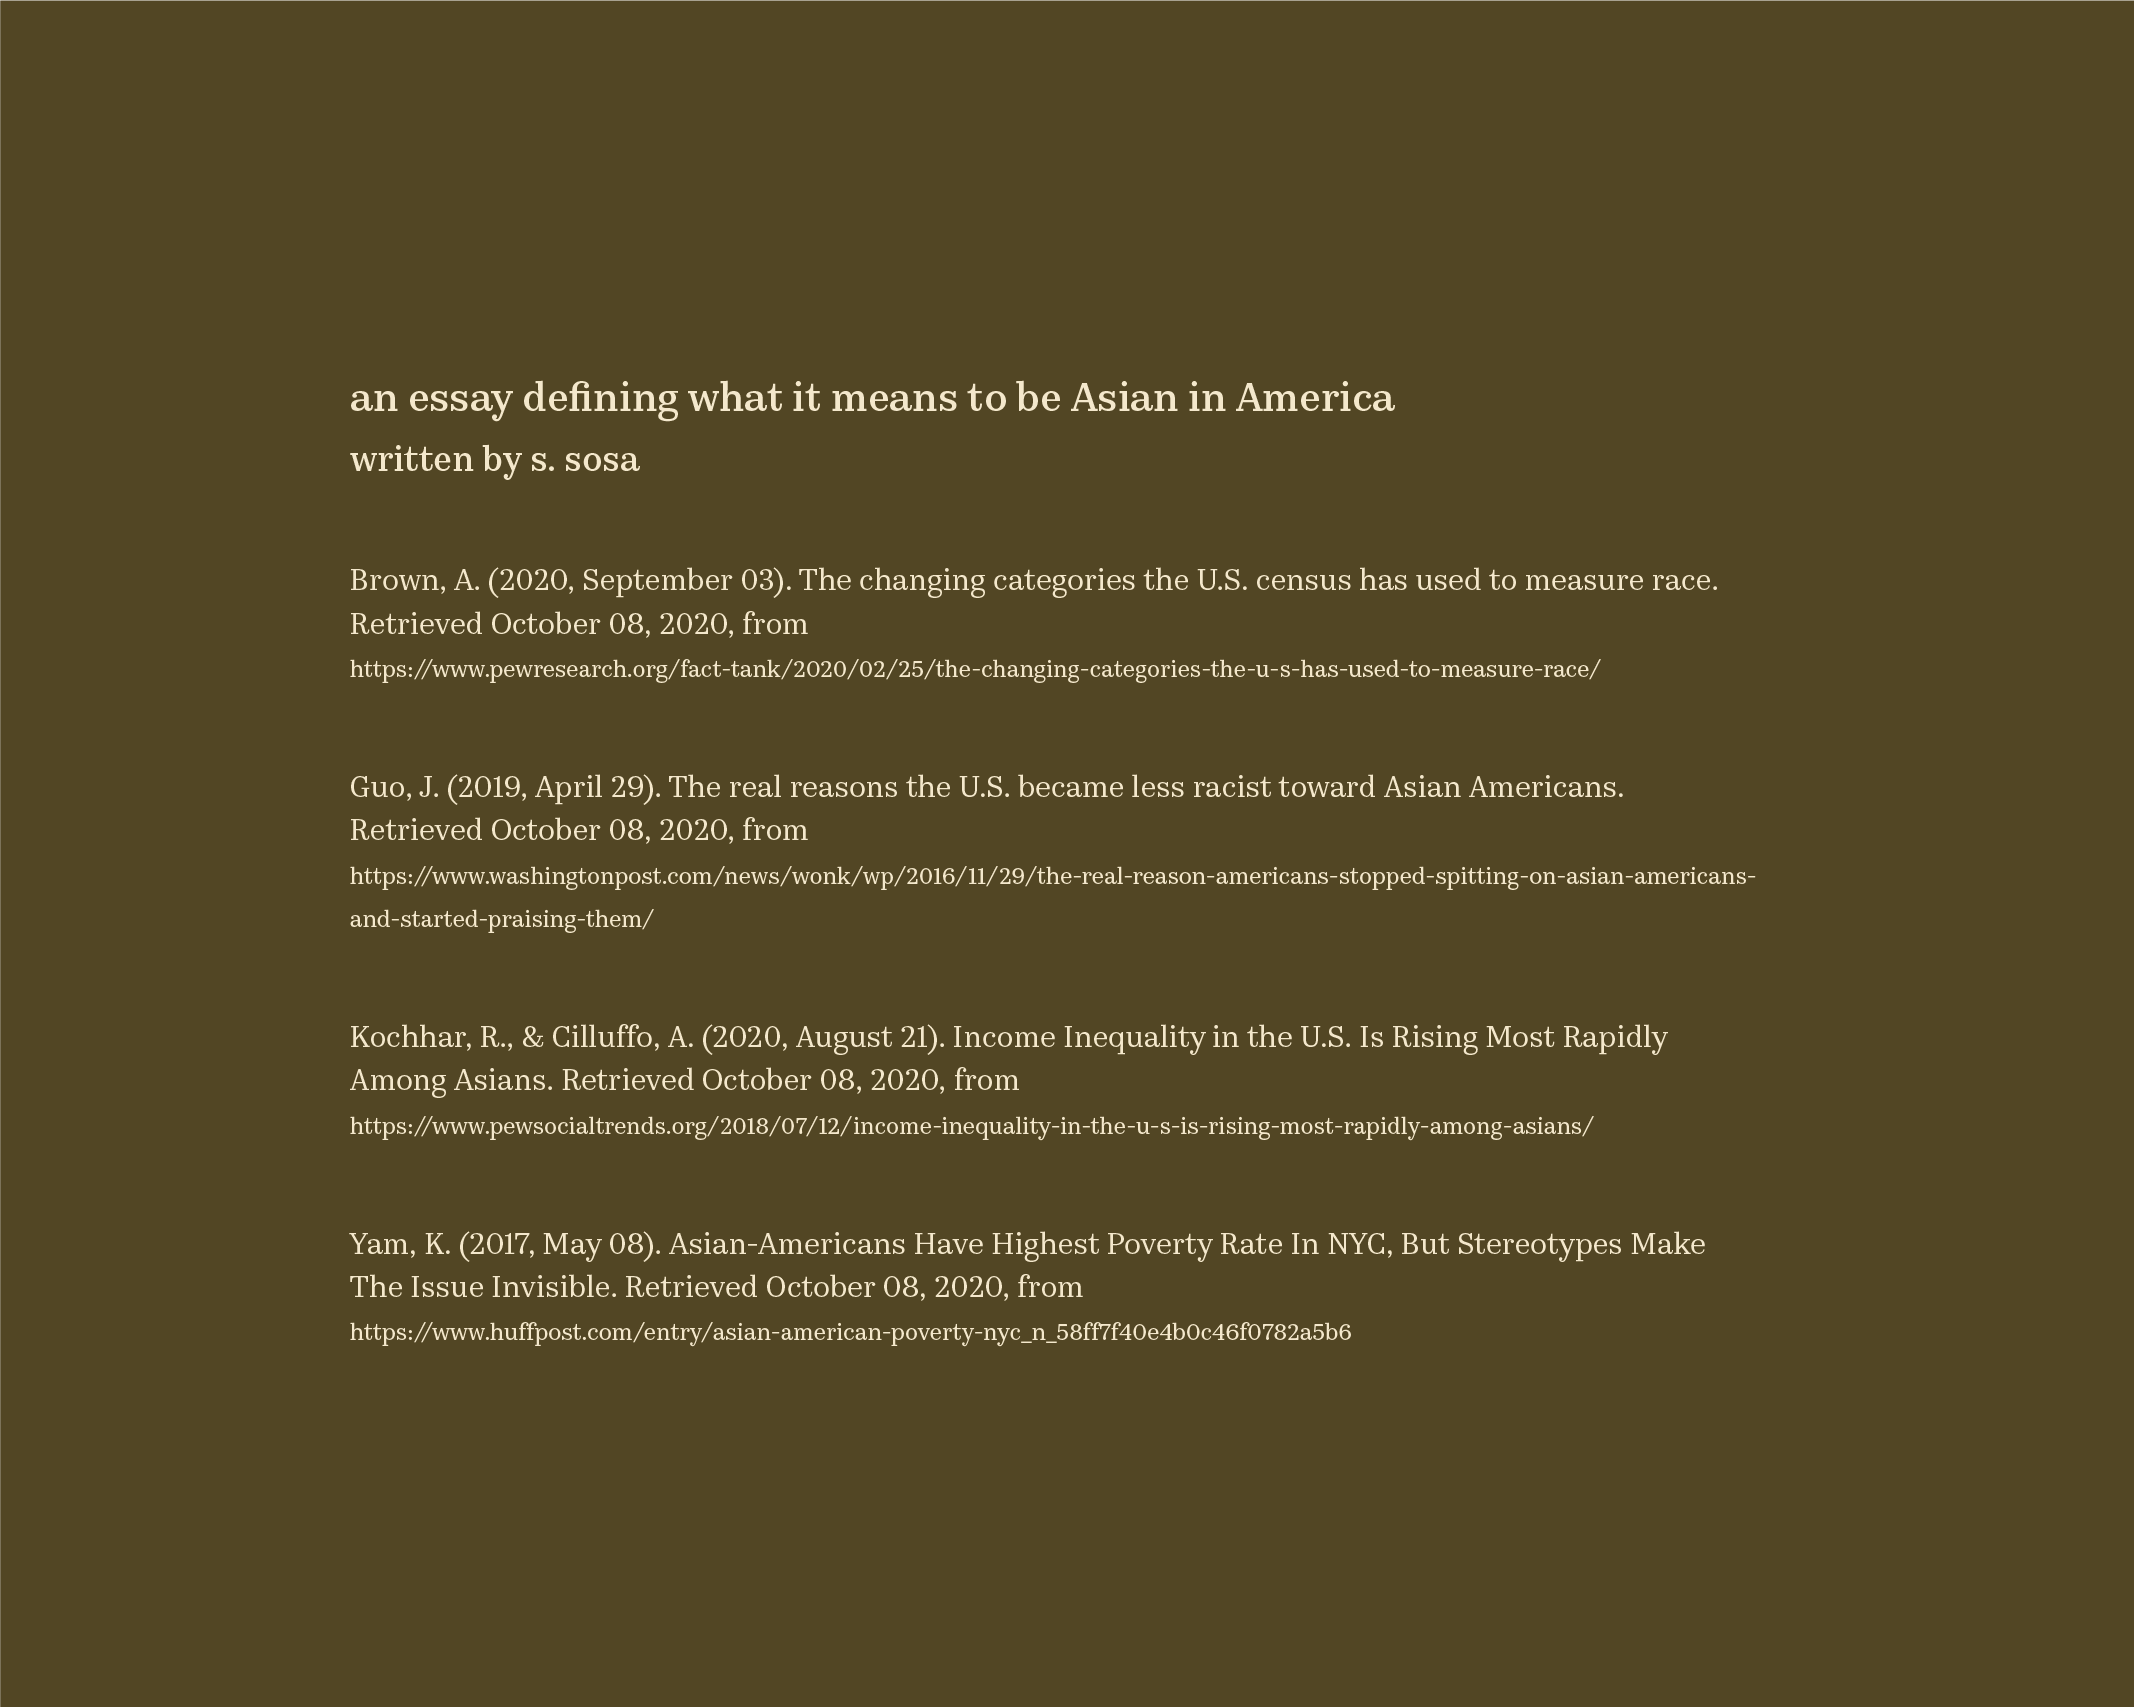 an essay defining what it means to be Asian in America
written by s. sosa
Brown, A. (2020, September 03). The changing categories the U.S. census has used to measure race.
Retrieved October 08, 2020, from
https://www.pewresearch.org/fact-tank/2020/02/25/the-changing-categories-the-u-s-has-used-to-measure-race/
Guo, J. (2019, April 29). The real reasons the U.S. became less racist toward Asian Americans.
Retrieved October 08, 2020, from
https://www.washingtonpost.com/news/wonk/wp/2016/11/29/the-real-reason-americans-stopped-spitting-on-asian-americans-
and-started-praising-them/
Kochhar, R., & Cilluffo, A. (2020, August 21). Income Inequality in the U.S. Is Rising Most Rapidly
Among Asians. Retrieved October 08, 2020, from
https://www.pewsocialtrends.org/2018/07/12/income-inequality-in-the-u-s-is-rising-most-rapidly-among-asians/
Yam, K. (2017, May 08). Asian-Americans Have Highest Poverty Rate In NYC, But Stereotypes Make
The Issue Invisible. Retrieved October 08, 2020, from
https://www.huffpost.com/entry/asian-american-poverty-nyc_n_58ff7f40e4b0c46f0782a5b6